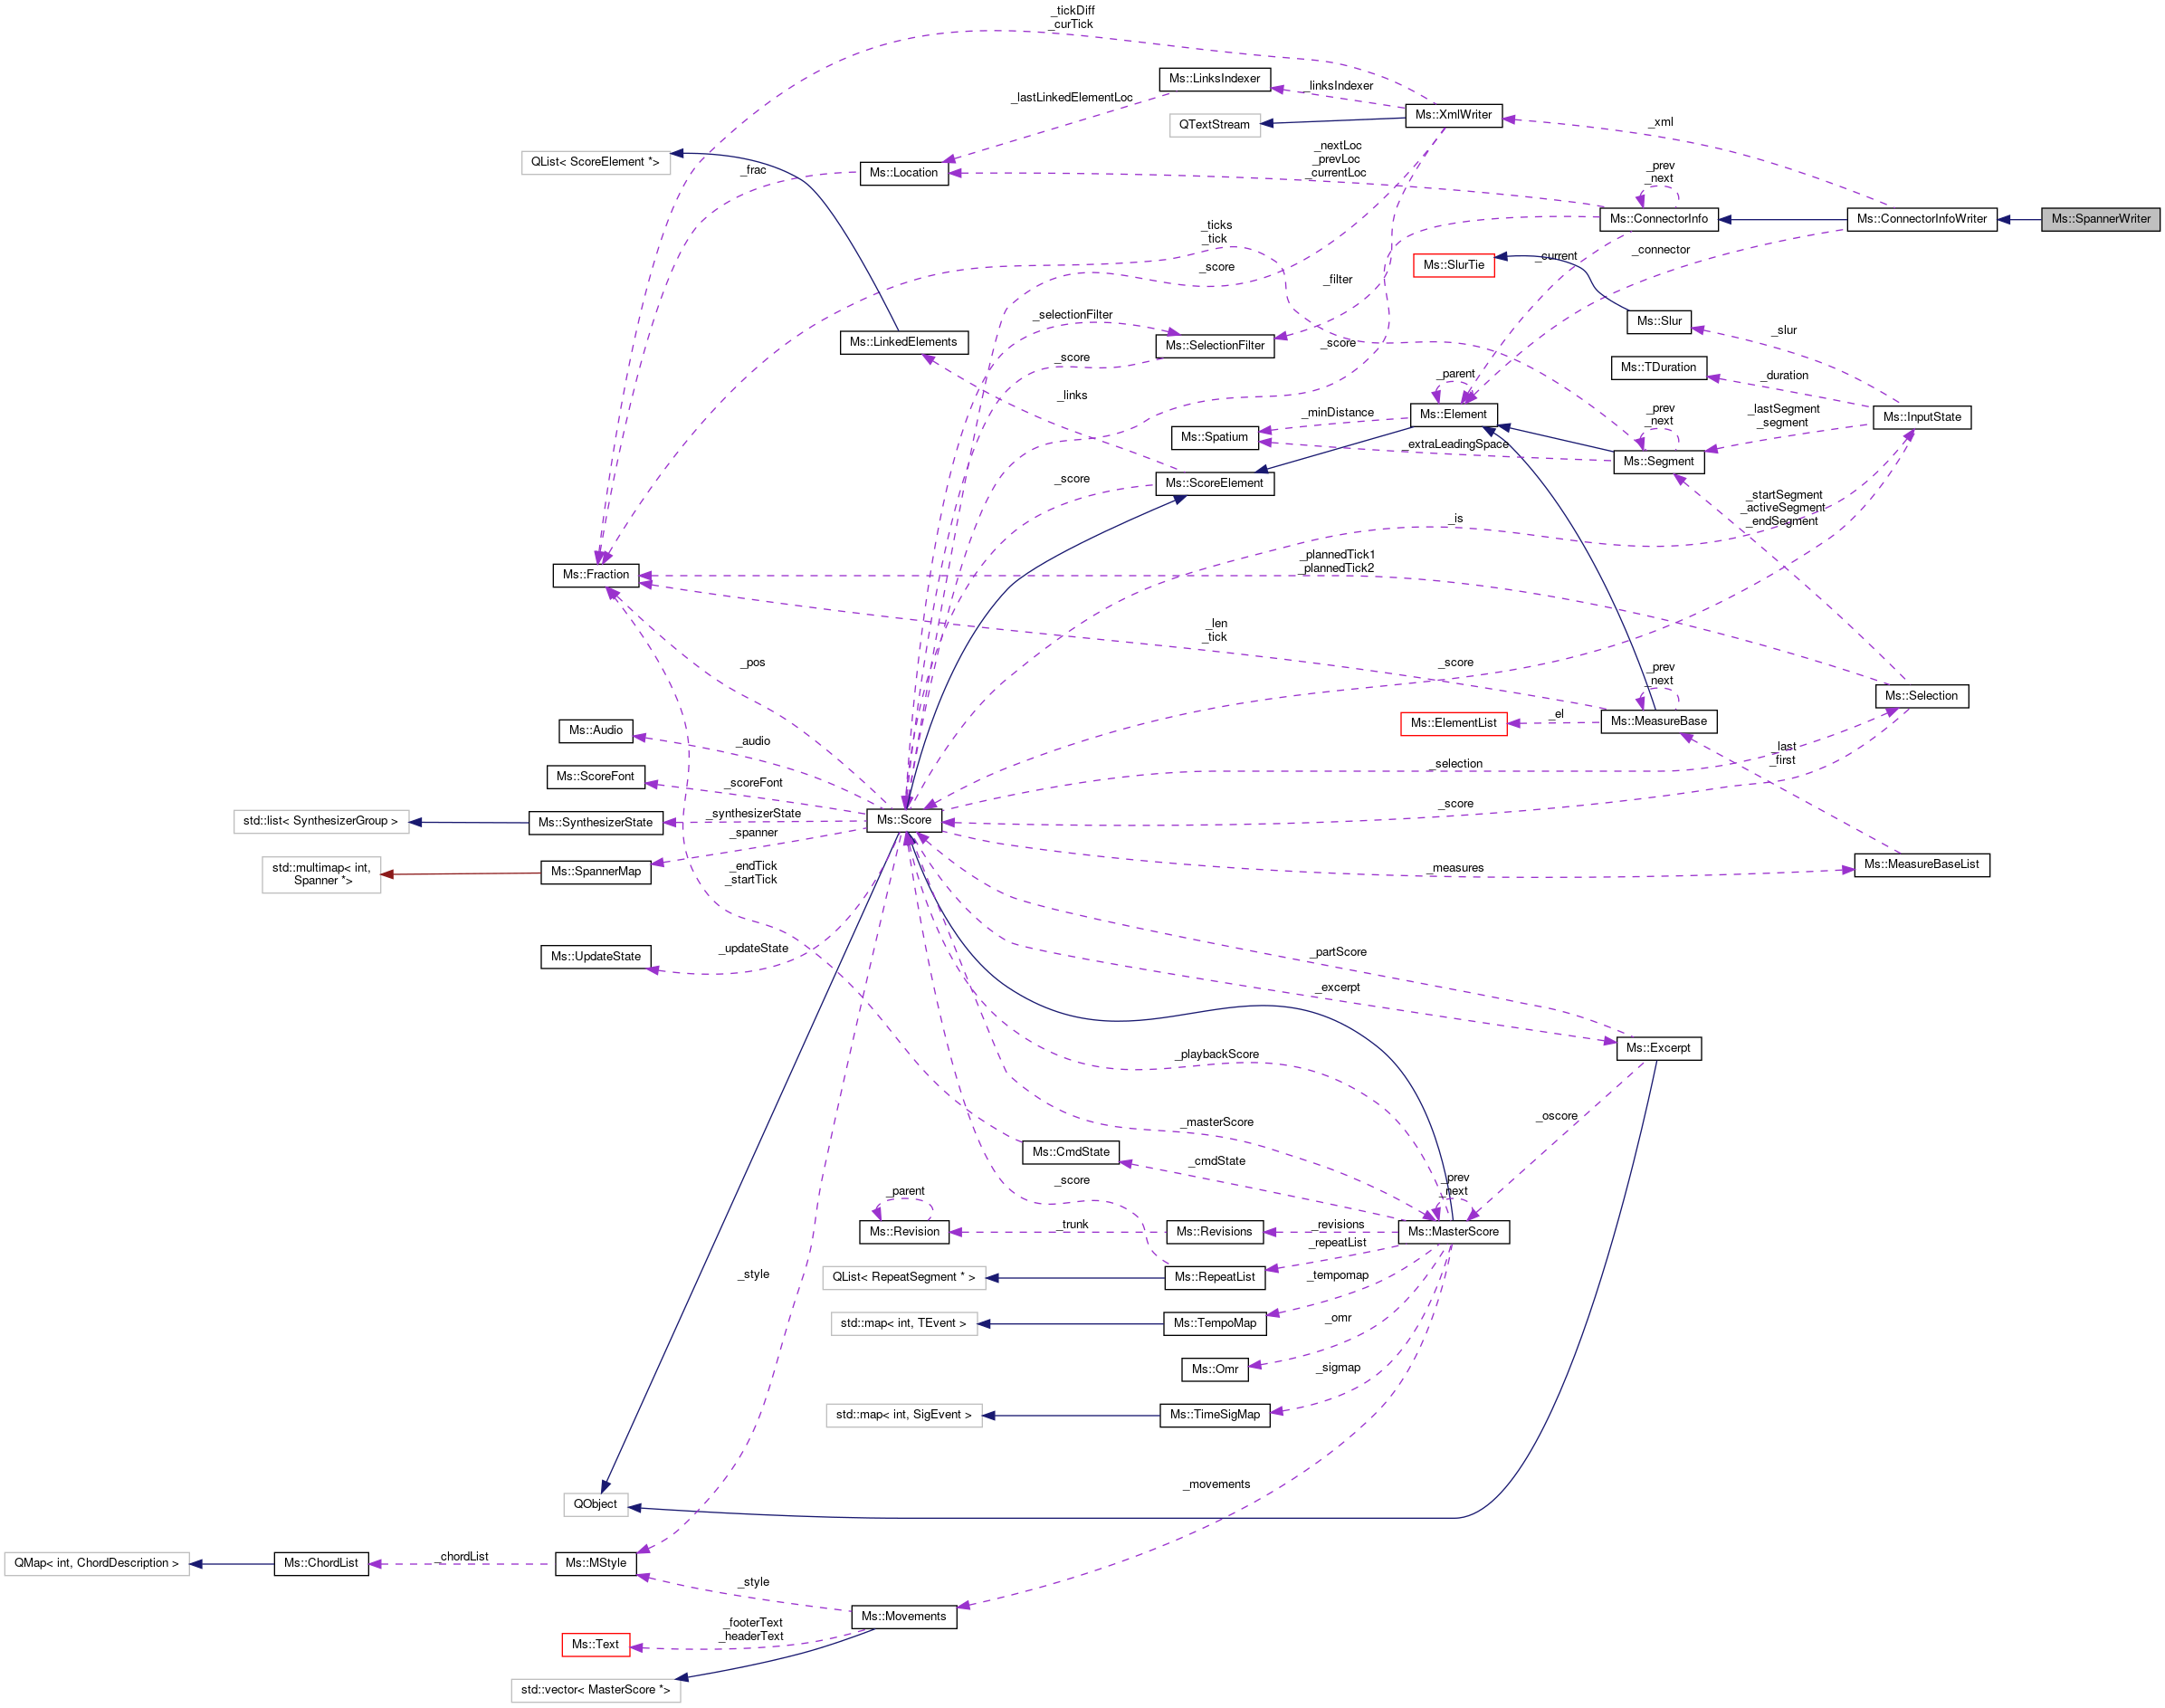 _tickDiff
_curTick
Ms::LinksIndexer
_linksIndexer
_lastLinkedElementLoc
Ms::XmlWriter
QTextStream
_xml
QList< ScoreElement *>
_nextLoc
_prevLoc
_currentLoc
_frac
Ms::Location
_prev
_next
Ms::ConnectorInfo
Ms::ConnectorInfoWriter
Ms::SpannerWriter
_ticks
_tick
_connector
_current
Ms::SlurTie
_score
_filter
_selectionFilter
Ms::Slur
_slur
Ms::LinkedElements
Ms::SelectionFilter
_score
_score
Ms::TDuration
_duration
_parent
_links
Ms::Element
_minDistance
_prev
_next
_lastSegment
_segment
Ms::InputState
Ms::Spatium
_extraLeadingSpace
Ms::Segment
_score
Ms::ScoreElement
_startSegment
_activeSegment
_endSegment
_is
_plannedTick1
_plannedTick2
Ms::Fraction
_len
_tick
_pos
_score
_prev
_next
Ms::Selection
Ms::Audio
_audio
Ms::ElementList
_el
Ms::MeasureBase
_last
_first
_selection
Ms::ScoreFont
_scoreFont
_score
std::list< SynthesizerGroup >
Ms::SynthesizerState
_synthesizerState
Ms::Score
_spanner
std::multimap< int,
Spanner *>
Ms::SpannerMap
_endTick
_startTick
_measures
Ms::MeasureBaseList
Ms::UpdateState
_updateState
_partScore
_excerpt
Ms::Excerpt
_playbackScore
_oscore
_masterScore
Ms::CmdState
_cmdState
_score
_prev
_next
_parent
Ms::Revision
_trunk
Ms::Revisions
_revisions
Ms::MasterScore
_repeatList
QList< RepeatSegment * >
Ms::RepeatList
_style
_tempomap
std::map< int, TEvent >
Ms::TempoMap
_omr
Ms::Omr
_sigmap
std::map< int, SigEvent >
Ms::TimeSigMap
_movements
QObject
QMap< int, ChordDescription >
Ms::ChordList
_chordList
Ms::MStyle
_style
Ms::Movements
_footerText
_headerText
Ms::Text
std::vector< MasterScore *>